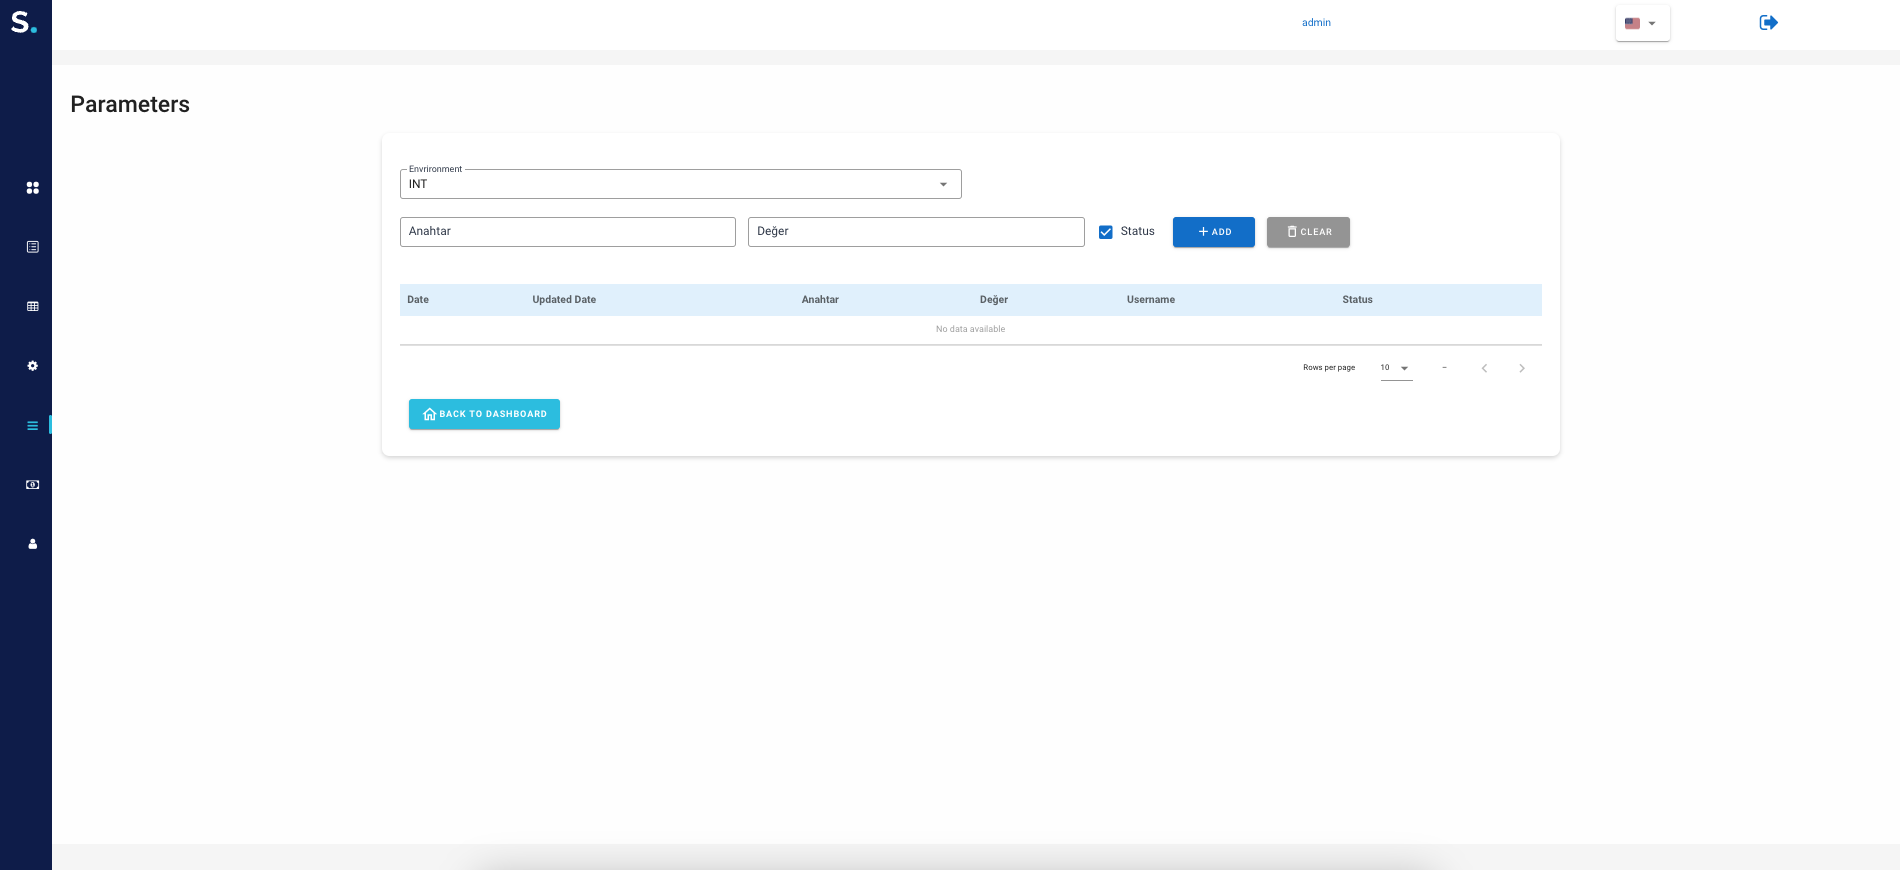 S.
admin
Parameters
Envrironment
INT
Anahtar
Değer
Status
ADD
CLEAR
Date Updated Date Anahtar Değer Username Status
No data available
Rows per page 10 –
BACK TO DASHBOARD